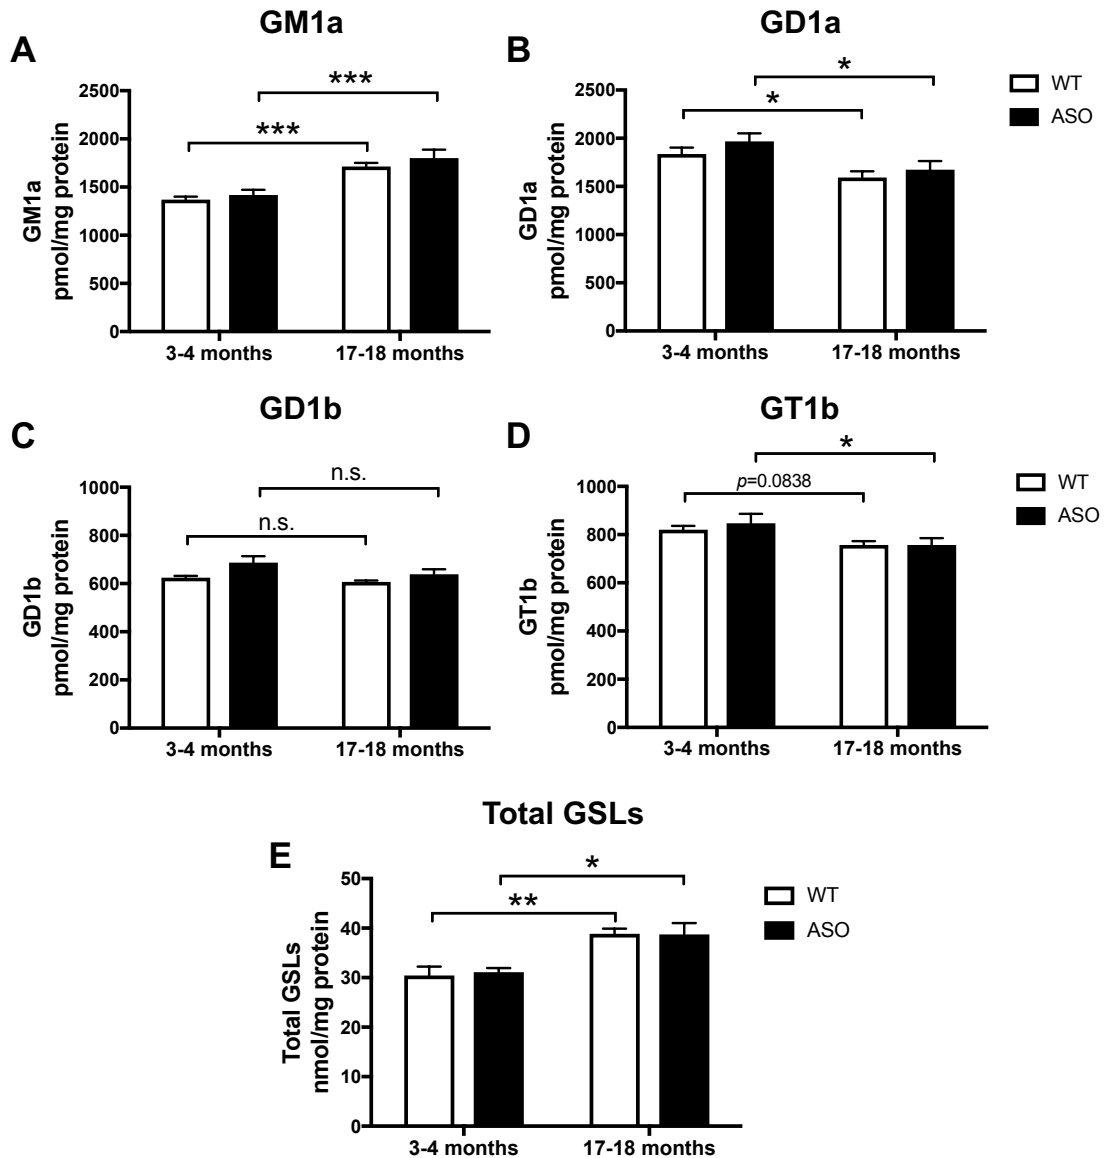 GM1a
GD1a
A
B
***
***
*
*
WT
ASO
2500
2000
1500
1000
500
0
GM1a
pmol/mg protein
3-4 months
17-18 months
2500
2000
1500
1000
500
0
GD1a
pmol/mg protein
3-4 months
17-18 months
GD1b
GT1b
C
D
n.s.
n.s.
*
p=0.0838
WT
ASO
1000
800
600
400
200
0
GD1b
pmol/mg protein
3-4 months
17-18 months
1000
800
600
400
200
0
GT1b
pmol/mg protein
3-4 months
17-18 months
Total GSLs
E
*
**
WT
ASO
50
40
30
20
10
0
Total GSLs
nmol/mg protein
3-4 months
17-18 months